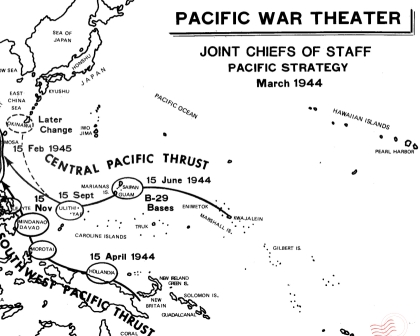 PACIFIC WAR THEATER
JOINT CHIEFS OF STAFF
PACIFIC STRATEGY
March 1944
SEA OF
JAPAN
HONSHU
JAPAN
KYUSHU
EAST
CHINA
SEA
OKINAWA
Later
Change
IWO
JIMA
PACIFIC OCEAN
HAWAIIAN ISLANDS
PEARL HARBOR
15 Feb 1945
CENTRAL PACIFIC THRUST
15 June 1944
MARIANAS
IS.
SAIPAN
GUAM
B-29
Bases
15 Sept
ULITHI
YAP
15
Nov
ENIWETOK
KWAJALEIN
MARSHALL IS.
MINDANAO
DAVAO
TRUK
CAROLINE ISLANDS
GILBERT IS.
MOROTAI
15 April 1944
HOLLANDIA
SOUTHWEST PACIFIC THRUST
NEW IRELAND
GREEN IS.
NEW
BRITAIN
SOLOMON IS.
GUADALCANAL
CORAL